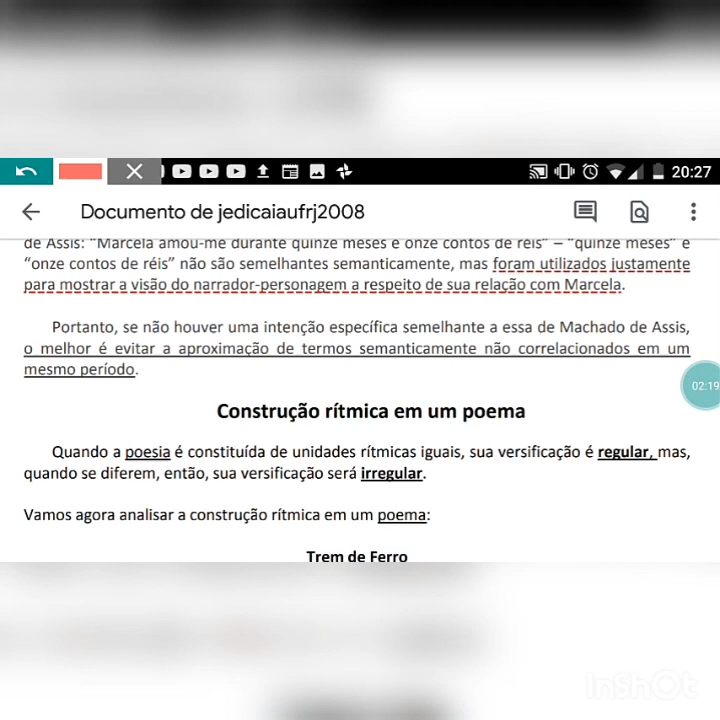 20:27
Documento de jedicaiaufrj2008
de Assis: “Marcela amou-me durante quinze meses e onze contos de réis” – “quinze meses” e
“onze contos de réis” não são semelhantes semanticamente, mas foram utilizados justamente
para mostrar a visão do narrador-personagem a respeito de sua relação com Marcela.
Portanto, se não houver uma intenção específica semelhante a essa de Machado de Assis,
o melhor é evitar a aproximação de termos semanticamente não correlacionados em um
mesmo período.
02:19
Construção rítmica em um poema
Quando a poesia é constituída de unidades rítmicas iguais, sua versificação é regular, mas,
quando se diferem, então, sua versificação será irregular.
Vamos agora analisar a construção rítmica em um poema:
Trem de Ferro
InShOt